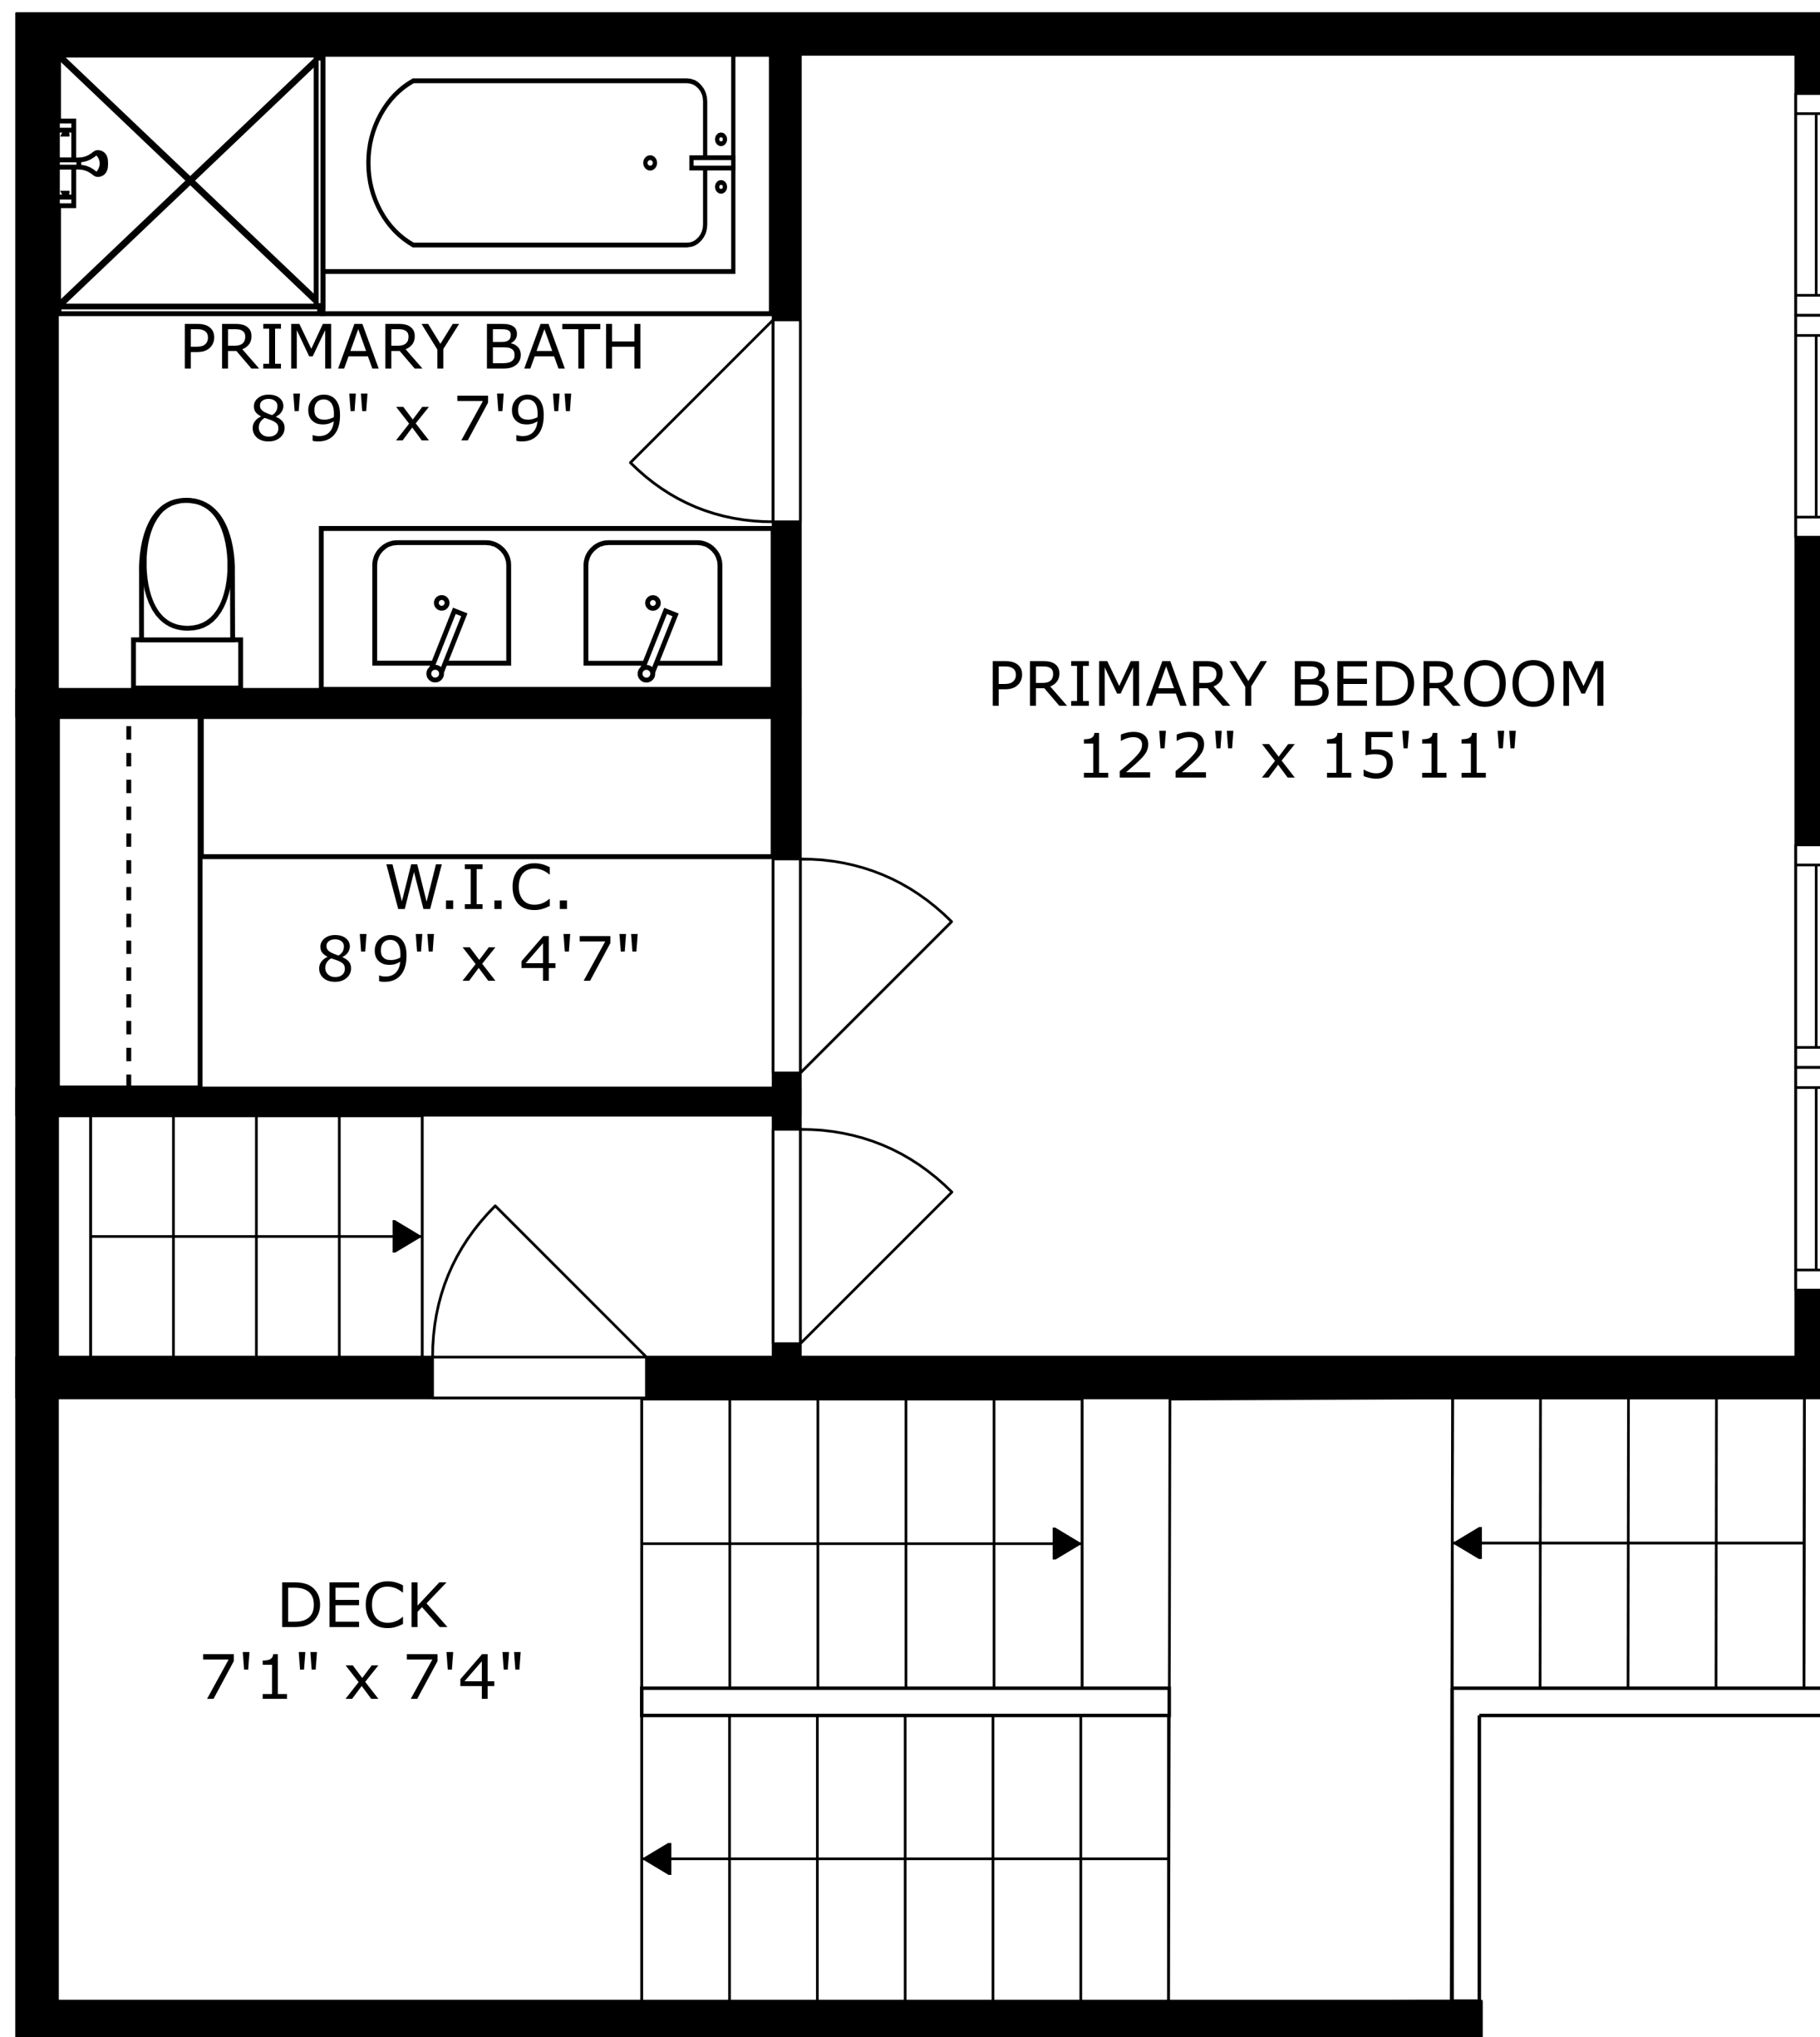 PRIMARY BATH
8'9" x 7'9"
PRIMARY BEDROOM
12'2" x 15'11"
W.I.C.
8'9" x 4'7"
DECK
7'1" x 7'4"